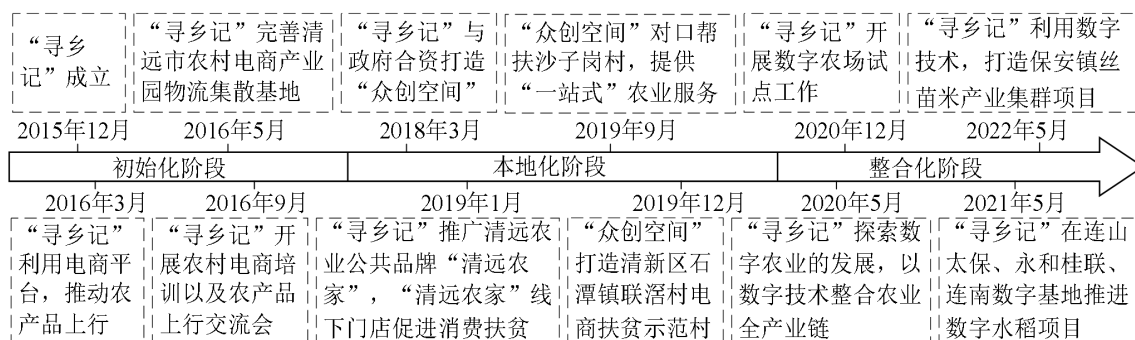 “寻乡
记”成立
“寻乡记”完善清
远市农村电商产业
园物流集散基地
“寻乡记”与
政府合资打造
“众创空间”
“众创空间”对口帮
扶沙子岗村，提供
“一站式”农业服务
“寻乡记”开
展数字农场试
点工作
“寻乡记”利用数字
技术，打造保安镇丝
苗米产业集群项目
2015年12月
2016年5月
2018年3月
2019年9月
2020年12月
2022年5月
初始化阶段
本地化阶段
整合化阶段
2016年3月
2016年9月
2019年1月
2019年12月
2020年5月
2021年5月
“寻乡记”
利用电商平
台，推动农
产品上行
“寻乡记”开
展农村电商培
训以及农产品
上行交流会
“寻乡记”推广清远农
业公共品牌“清远农
家”，“清远农家”线
下门店促进消费扶贫
“众创空间”
打造清新区石
潭镇联滘村电
商扶贫示范村
“寻乡记”探索数
字农业的发展，以
数字技术整合农业
全产业链
“寻乡记”在连山
太保、永和桂联、
连南数字基地推进
数字水稻项目